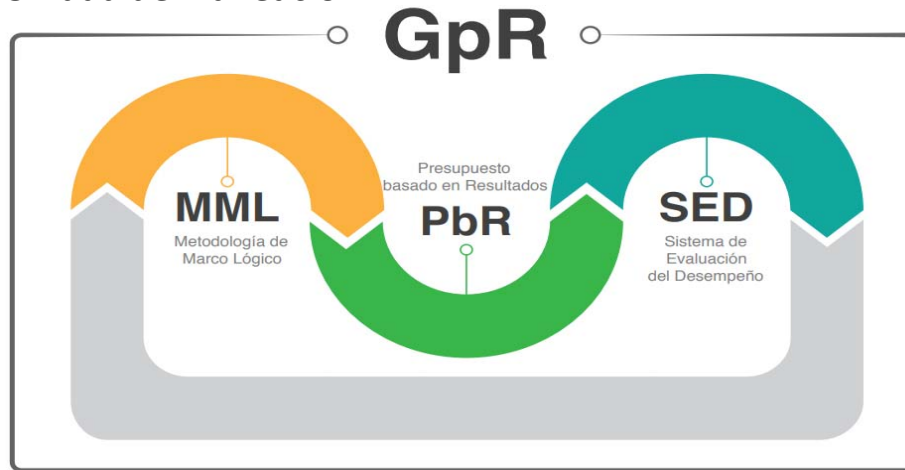 GpR
MML
Metodología de
Marco Lógico
Presupuesto
basado en Resultados
PbR
SED
Sistema de
Evaluación
del Desempeño